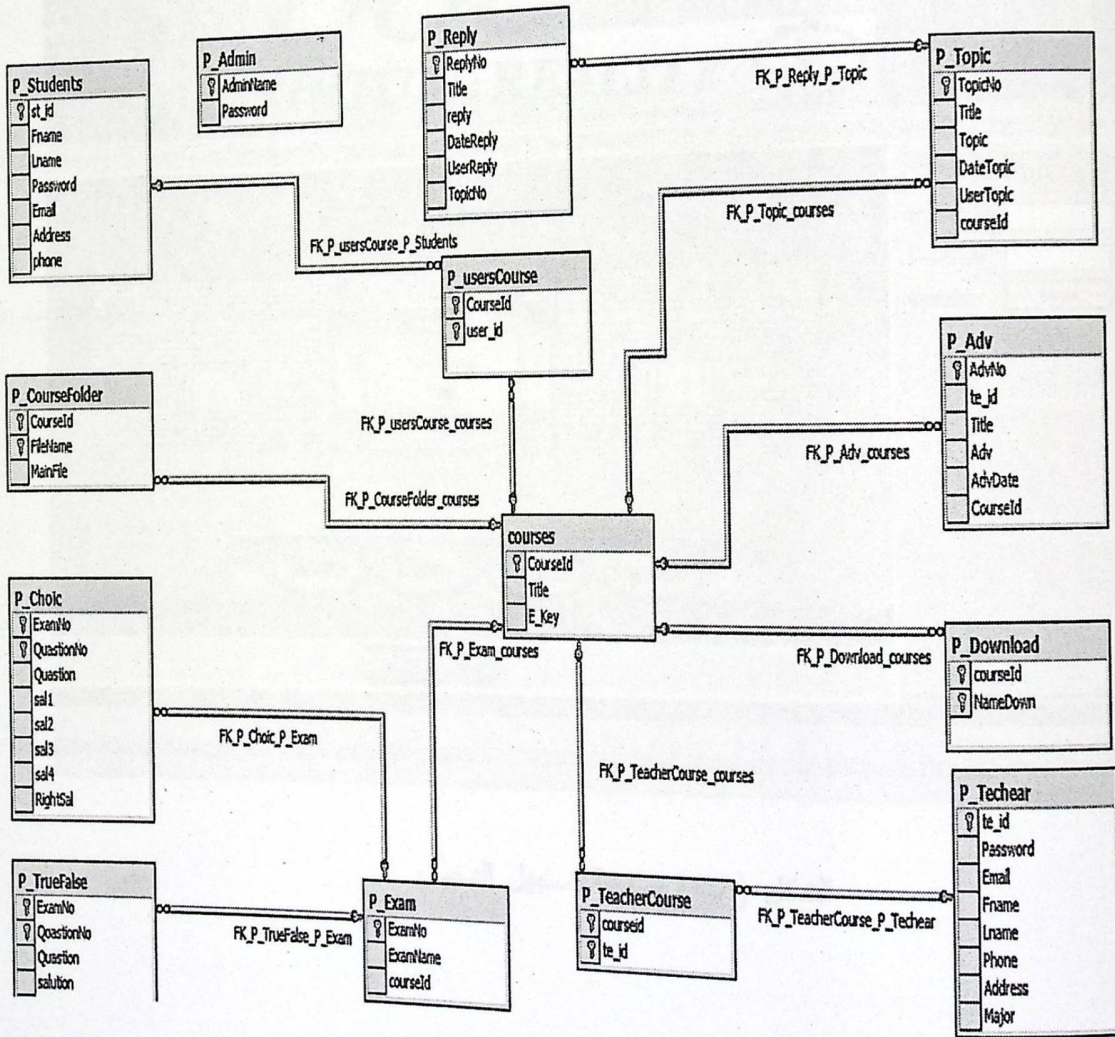 P_Students
st_id
Fname
Lname
Password
Email
Address
phone
P_Admin
AdminName
Password
P_Reply
ReplyNo
Title
reply
DateReply
UserReply
TopicNo
FK_P_Reply_P_Topic
P_Topic
TopicNo
Title
Topic
DateTopic
UserTopic
courseId
FK_P_Topic_courses
FK_P_usersCourse_P_Students
P_usersCourse
CourseId
user_id
P_CourseFolder
CourseId
FileName
MainFile
FK_P_usersCourse_courses
FK_P_CourseFolder_courses
P_Adv
AdvNo
te_id
Title
Adv
AdvDate
CourseId
FK_P_Adv_courses
courses
CourseId
Title
E_Key
P_Choic
ExamNo
QuastionNo
Quastion
sal1
sal2
sal3
sal4
RightSal
FK_P_Exam_courses
FK_P_Download_courses
P_Download
courseId
NameDown
FK_P_Choic_P_Exam
FK_P_TeacherCourse_courses
P_Techear
te_id
Password
Email
Fname
Lname
Phone
Address
Major
P_TrueFalse
ExamNo
QoastionNo
Quastion
salution
FK_P_TrueFalse_P_Exam
P_Exam
ExamNo
ExamName
courseId
P_TeacherCourse
courseid
te_id
FK_P_TeacherCourse_P_Techear